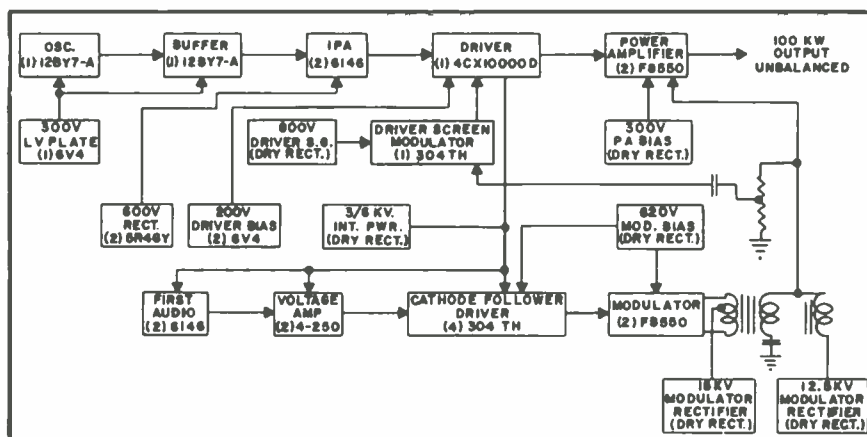 OSC.
(1) 12BY7-A
BUFFER
(1) 12BY7-A
IPA
(2) 6146
DRIVER
(1) 4CX10000D
POWER
AMPLIFIER
(2) F8550
100 KW
OUTPUT
UNBALANCED
300V
LV PLATE
(1) 6V4
800V
DRIVER S.G.
(DRY RECT.)
DRIVER SCREEN
MODULATOR
(1) 304TH
300V
PA BIAS
(DRY RECT.)
600V
RECT.
(2) 5R4GY
200V
DRIVER BIAS
(2) 6V4
3/6 KV.
INT. PWR.
(DRY RECT.)
620V
MOD. BIAS
(DRY RECT.)
FIRST
AUDIO
(2) 6146
VOLTAGE
AMP
(2) 4-250
CATHODE FOLLOWER
DRIVER
(4) 304 TH
MODULATOR
(2) F8550
15KV
MODULATOR
RECTIFIER
(DRY RECT.)
12.5KV
MODULATOR
RECTIFIER
(DRY RECT.)